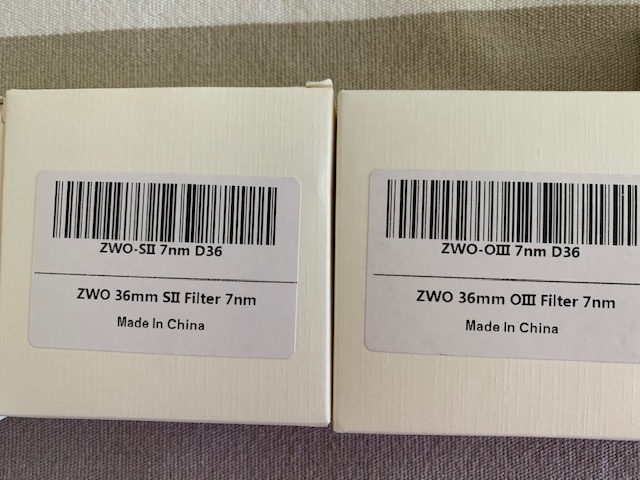 ZWO-SⅡ 7nm D36
ZWO 36mm SⅡ Filter 7nm
Made In China
ZWO-OⅢ 7nm D36
ZWO 36mm OⅢ Filter 7nm
Made In China